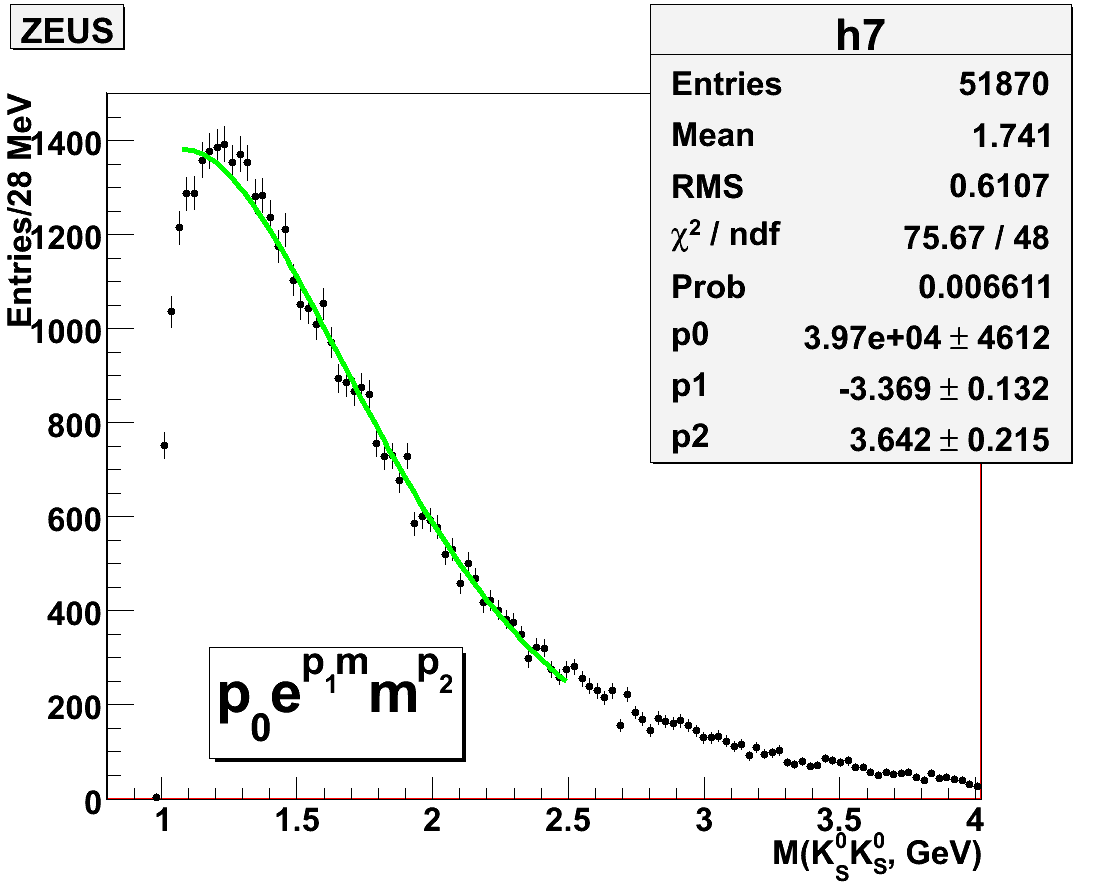 ZEUS
h7
Entries 51870
Mean 1.741
RMS 0.6107
χ² / ndf 75.67 / 48
Prob 0.006611
p0 3.97e+04 ± 4612
p1 -3.369 ± 0.132
p2 3.642 ± 0.215
Entries/28 MeV
1400
1200
1000
800
600
400
200
0
p₀e^{p₁m}m^{p₂}
1 1.5 2 2.5 3 3.5 4
M(K⁰_S K⁰_S, GeV)